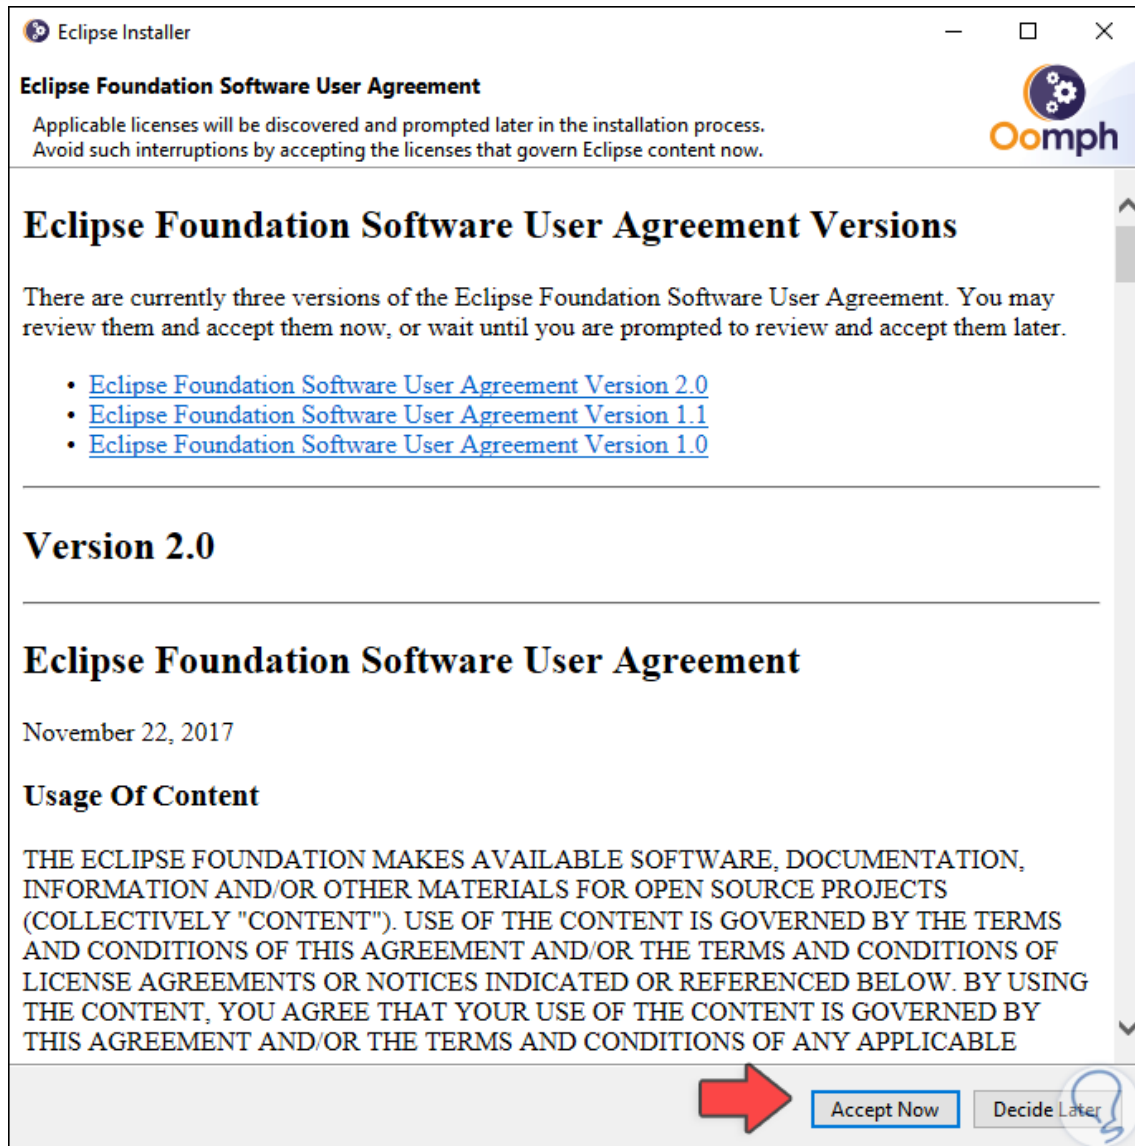 Eclipse Installer
Eclipse Foundation Software User Agreement
Applicable licenses will be discovered and prompted later in the installation process.
Avoid such interruptions by accepting the licenses that govern Eclipse content now.
Oomph
Eclipse Foundation Software User Agreement Versions
There are currently three versions of the Eclipse Foundation Software User Agreement. You may
review them and accept them now, or wait until you are prompted to review and accept them later.
• Eclipse Foundation Software User Agreement Version 2.0
• Eclipse Foundation Software User Agreement Version 1.1
• Eclipse Foundation Software User Agreement Version 1.0
Version 2.0
Eclipse Foundation Software User Agreement
November 22, 2017
Usage Of Content
THE ECLIPSE FOUNDATION MAKES AVAILABLE SOFTWARE, DOCUMENTATION,
INFORMATION AND/OR OTHER MATERIALS FOR OPEN SOURCE PROJECTS
(COLLECTIVELY "CONTENT"). USE OF THE CONTENT IS GOVERNED BY THE TERMS
AND CONDITIONS OF THIS AGREEMENT AND/OR THE TERMS AND CONDITIONS OF
LICENSE AGREEMENTS OR NOTICES INDICATED OR REFERENCED BELOW. BY USING
THE CONTENT, YOU AGREE THAT YOUR USE OF THE CONTENT IS GOVERNED BY
THIS AGREEMENT AND/OR THE TERMS AND CONDITIONS OF ANY APPLICABLE
Accept Now
Decide Later